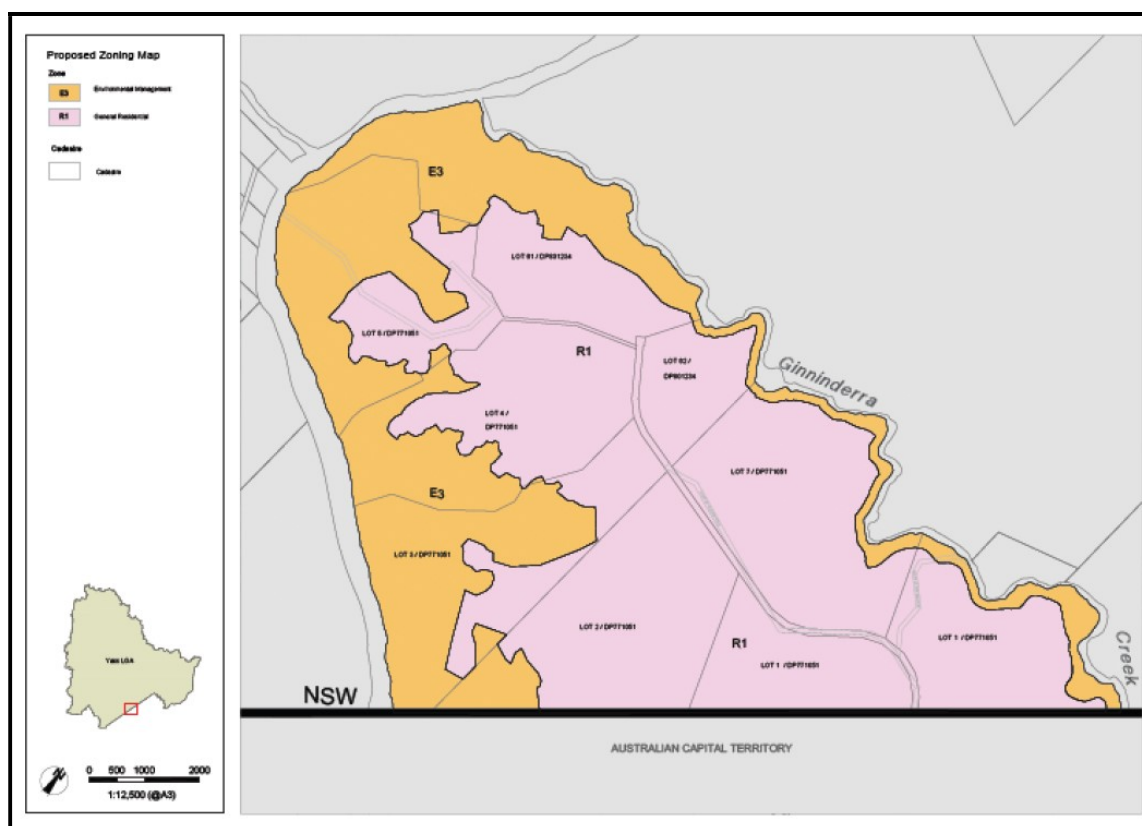 Proposed Zoning Map
Zone
E3 Environmental Management
R1 General Residential
Cadastre
Cadastre
E3
LOT 61 / DP801234
LOT 5 / DP771051
R1
LOT 62 /
DP801234
Ginninderra
LOT 4 /
DP771051
LOT 7 / DP771051
E3
LOT 3 / DP771051
LOT 2 / DP771051
LOT 1 / DP771051
R1
LOT 1 / DP771051
Creek
Yass LGA
NSW
AUSTRALIAN CAPITAL TERRITORY
0 500 1000 2000
1:12,500 (@A3)